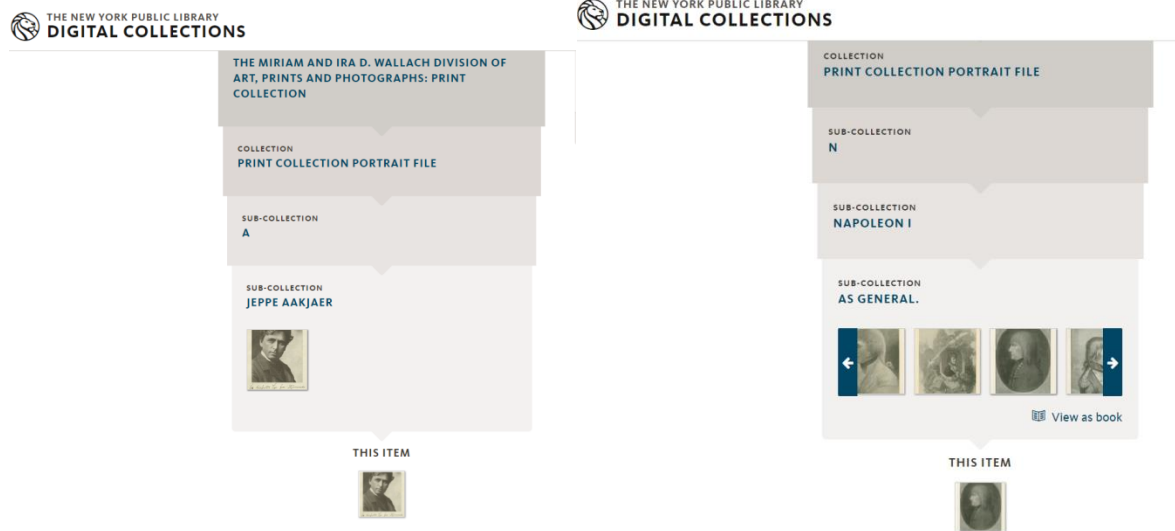 THE NEW YORK PUBLIC LIBRARY
DIGITAL COLLECTIONS
THE MIRIAM AND IRA D. WALLACH DIVISION OF
ART, PRINTS AND PHOTOGRAPHS: PRINT
COLLECTION
COLLECTION
PRINT COLLECTION PORTRAIT FILE
SUB-COLLECTION
A
SUB-COLLECTION
JEPPE AAKJAER
THIS ITEM
THE NEW YORK PUBLIC LIBRARY
DIGITAL COLLECTIONS
COLLECTION
PRINT COLLECTION PORTRAIT FILE
SUB-COLLECTION
N
SUB-COLLECTION
NAPOLEON I
SUB-COLLECTION
AS GENERAL.
View as book
THIS ITEM